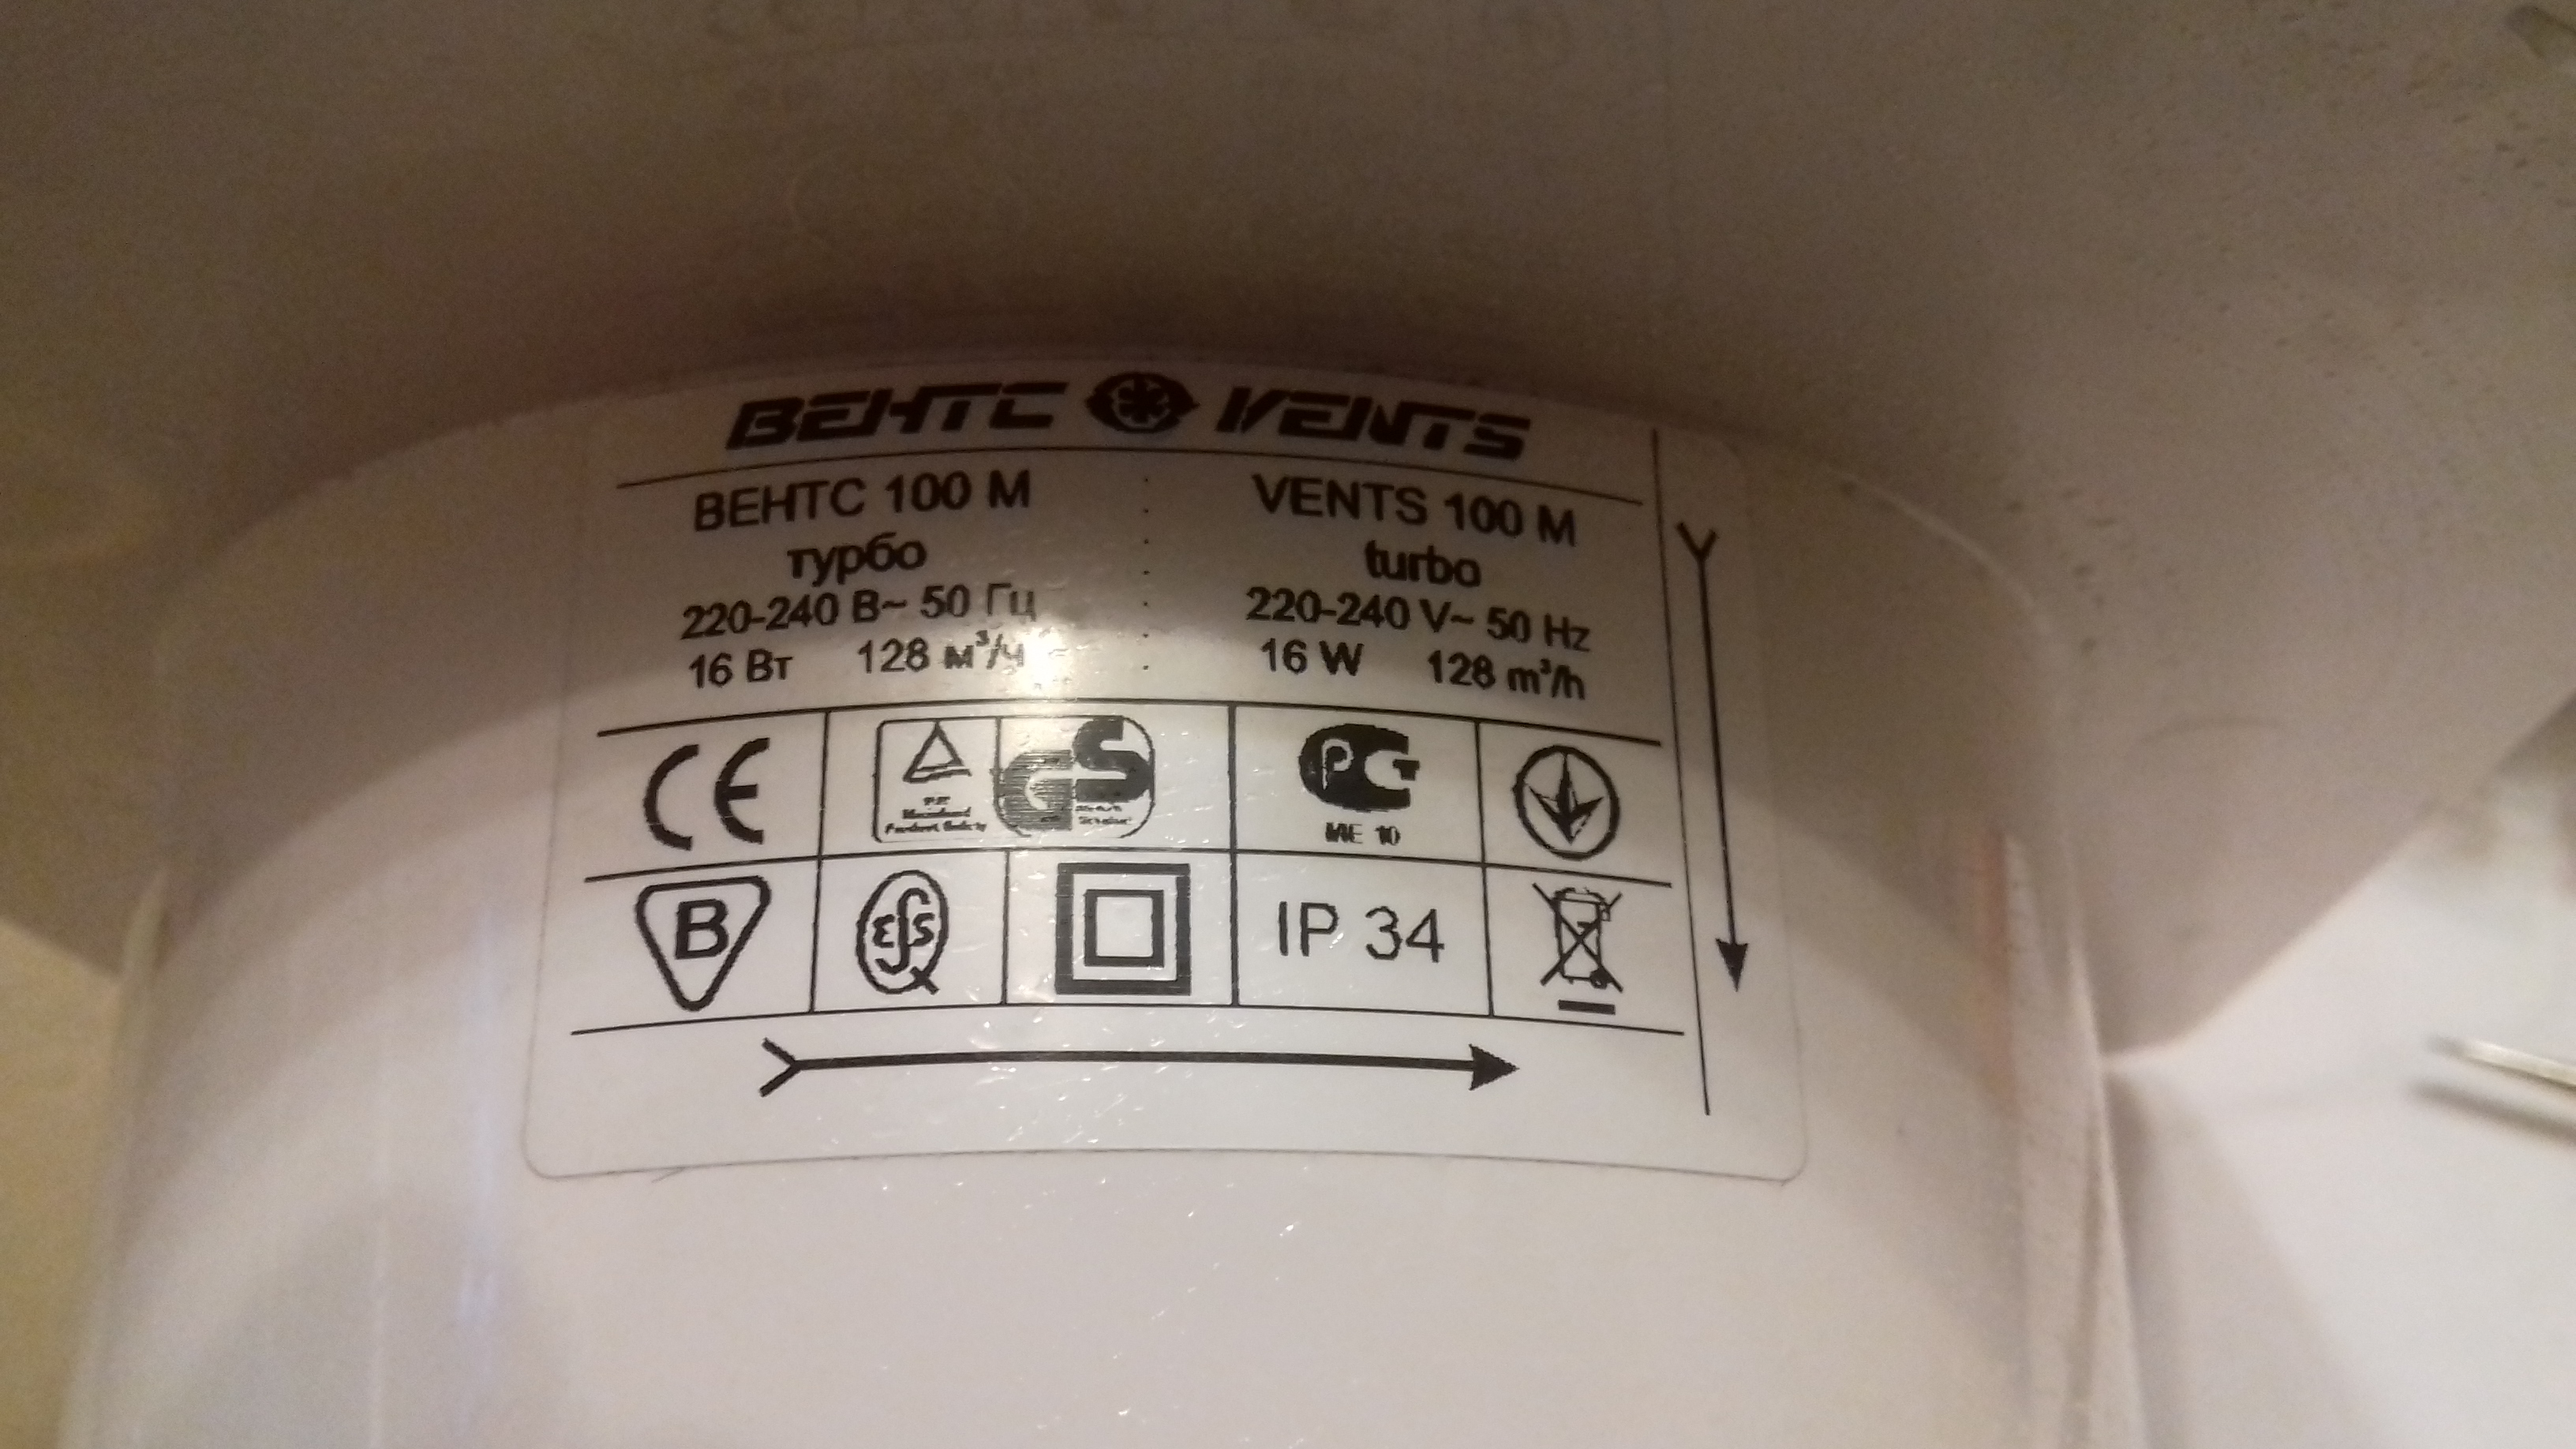 ВЕНТС VENTS
ВЕНТС 100 М
турбо
220-240 В~ 50 Гц
16 Вт 128 м³/ч
VENTS 100 M
turbo
220-240 V~ 50 Hz
16 W 128 m³/h
CE
GS
РСТ
ME 10
B
IP 34